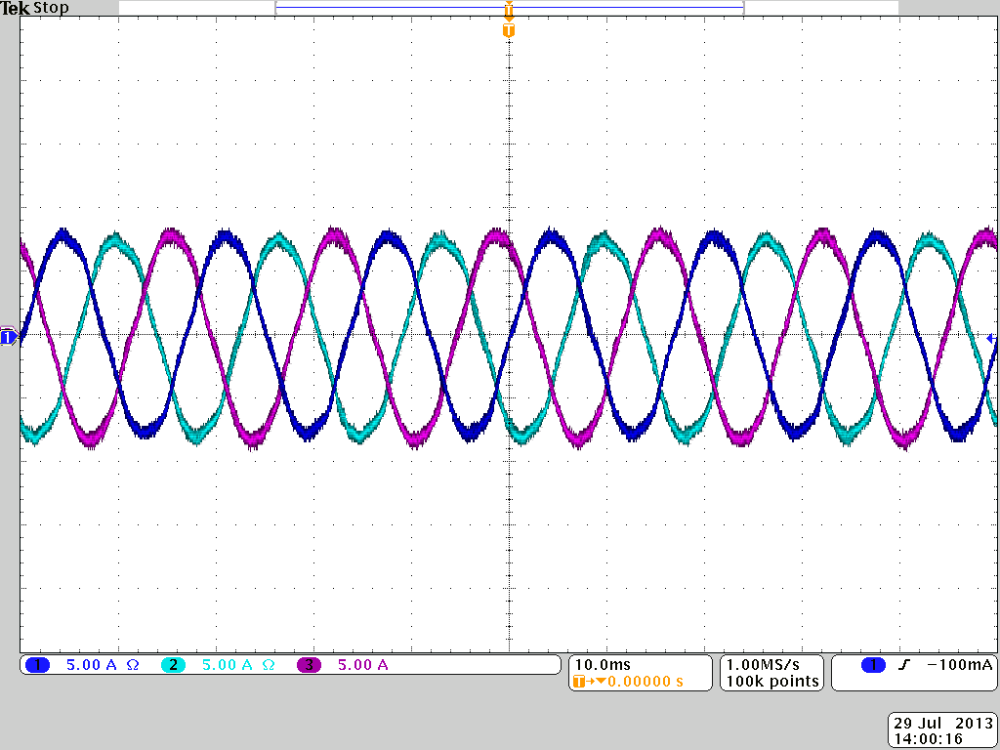 Tek Stop
T
T
1
1 5.00 A Ω 2 5.00 A Ω 3 5.00 A
10.0ms
T→▼0.00000 s
1.00MS/s
100k points
1 ʃ −100mA
29 Jul 2013
14:00:16